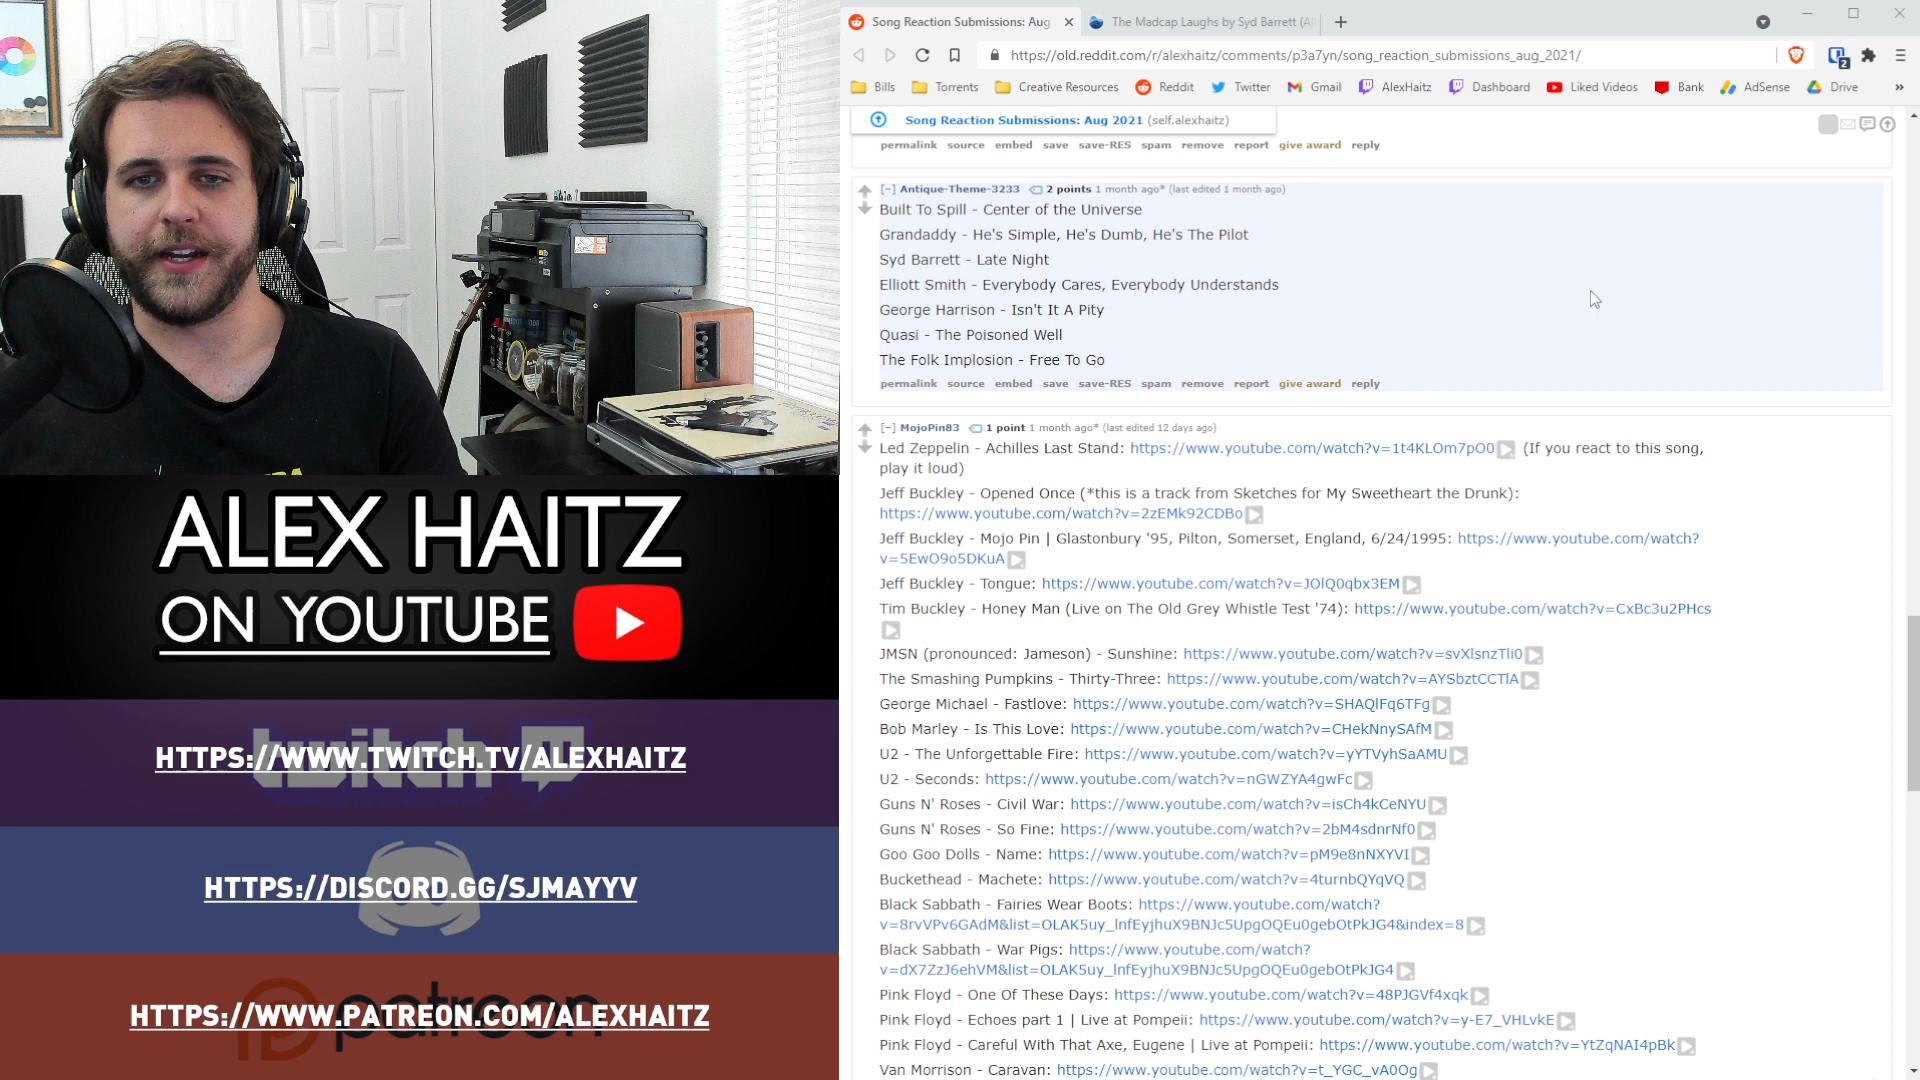 Song Reaction Submissions: Aug
The Madcap Laughs by Syd Barrett (Al
https://old.reddit.com/r/alexhaitz/comments/p3a7yn/song_reaction_submissions_aug_2021/
2
Bills
Torrents
Creative Resources
Reddit
Twitter
Gmail
AlexHaitz
Dashboard
Liked Videos
Bank
AdSense
Drive
»
Song Reaction Submissions: Aug 2021 (self.alexhaitz)
permalink source embed save save-RES spam remove report give award reply
[−] Antique-Theme-3233 2 points 1 month ago* (last edited 1 month ago)
Built To Spill - Center of the Universe
Grandaddy - He's Simple, He's Dumb, He's The Pilot
Syd Barrett - Late Night
Elliott Smith - Everybody Cares, Everybody Understands
George Harrison - Isn't It A Pity
Quasi - The Poisoned Well
The Folk Implosion - Free To Go
permalink source embed save save-RES spam remove report give award reply
[−] MojoPin83 1 point 1 month ago* (last edited 12 days ago)
Led Zeppelin - Achilles Last Stand: https://www.youtube.com/watch?v=1t4KLOm7pO0 (If you react to this song,
play it loud)
Jeff Buckley - Opened Once (*this is a track from Sketches for My Sweetheart the Drunk):
https://www.youtube.com/watch?v=2zEMk92CDBo
Jeff Buckley - Mojo Pin | Glastonbury '95, Pilton, Somerset, England, 6/24/1995: https://www.youtube.com/watch?
v=5EwO9o5DKuA
Jeff Buckley - Tongue: https://www.youtube.com/watch?v=JOlQ0qbx3EM
Tim Buckley - Honey Man (Live on The Old Grey Whistle Test '74): https://www.youtube.com/watch?v=CxBc3u2PHcs
JMSN (pronounced: Jameson) - Sunshine: https://www.youtube.com/watch?v=svXlsnzTli0
The Smashing Pumpkins - Thirty-Three: https://www.youtube.com/watch?v=AYSbztCCTlA
George Michael - Fastlove: https://www.youtube.com/watch?v=SHAQlFq6TFg
Bob Marley - Is This Love: https://www.youtube.com/watch?v=CHekNnySAfM
U2 - The Unforgettable Fire: https://www.youtube.com/watch?v=yYTVyhSaAMU
U2 - Seconds: https://www.youtube.com/watch?v=nGWZYA4gwFc
Guns N' Roses - Civil War: https://www.youtube.com/watch?v=isCh4kCeNYU
Guns N' Roses - So Fine: https://www.youtube.com/watch?v=2bM4sdnrNf0
Goo Goo Dolls - Name: https://www.youtube.com/watch?v=pM9e8nNXYVI
Buckethead - Machete: https://www.youtube.com/watch?v=4turnbQYqVQ
Black Sabbath - Fairies Wear Boots: https://www.youtube.com/watch?
v=8rvVPv6GAdM&list=OLAK5uy_lnfEyjhuX9BNJc5UpgOQEu0gebOtPkJG4&index=8
Black Sabbath - War Pigs: https://www.youtube.com/watch?
v=dX7ZzJ6ehVM&list=OLAK5uy_lnfEyjhuX9BNJc5UpgOQEu0gebOtPkJG4
Pink Floyd - One Of These Days: https://www.youtube.com/watch?v=48PJGVf4xqk
Pink Floyd - Echoes part 1 | Live at Pompeii: https://www.youtube.com/watch?v=y-E7_VHLvkE
Pink Floyd - Careful With That Axe, Eugene | Live at Pompeii: https://www.youtube.com/watch?v=YtZqNAI4pBk
Van Morrison - Caravan: https://www.youtube.com/watch?v=t_YGC_vA0Og
ALEX HAITZ
ON YOUTUBE
twitch
HTTPS://WWW.TWITCH.TV/ALEXHAITZ
HTTPS://DISCORD.GG/SJMAYYV
patreon
HTTPS://WWW.PATREON.COM/ALEXHAITZ